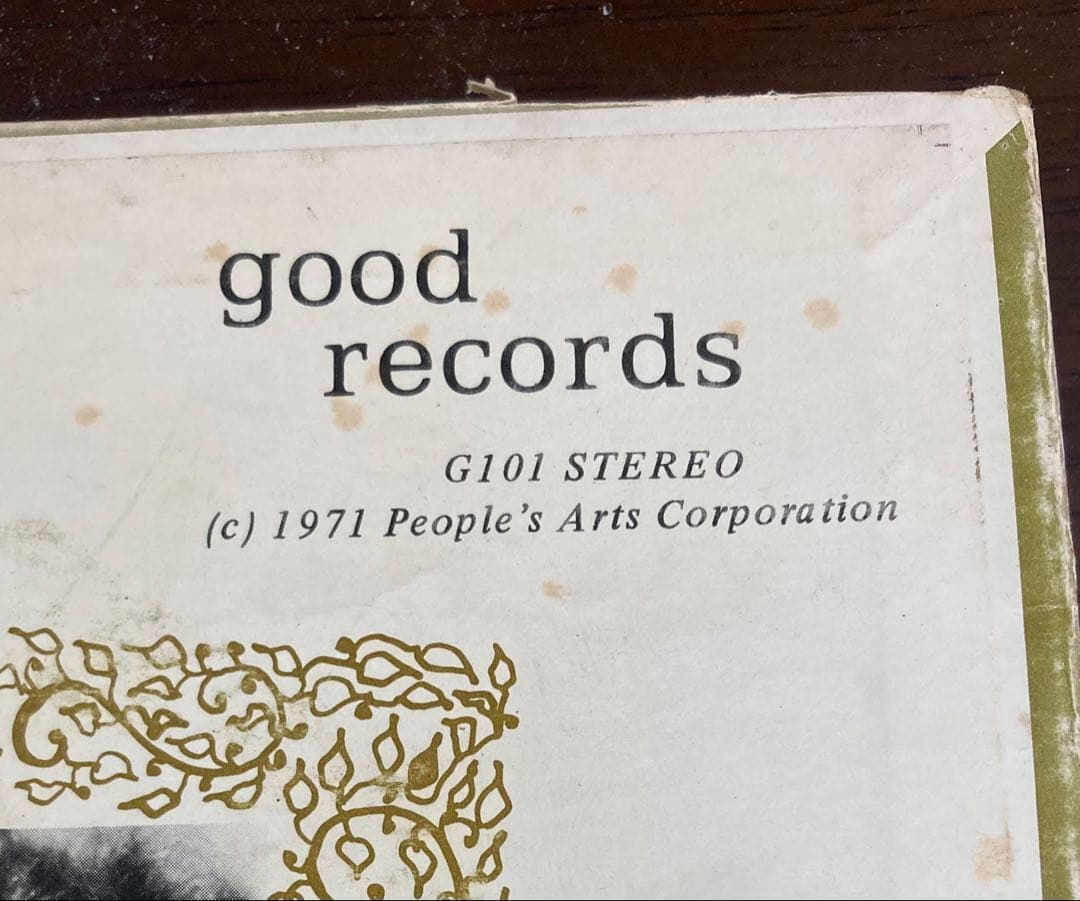 good
records
G101 STEREO
(c) 1971 People's Arts Corporation